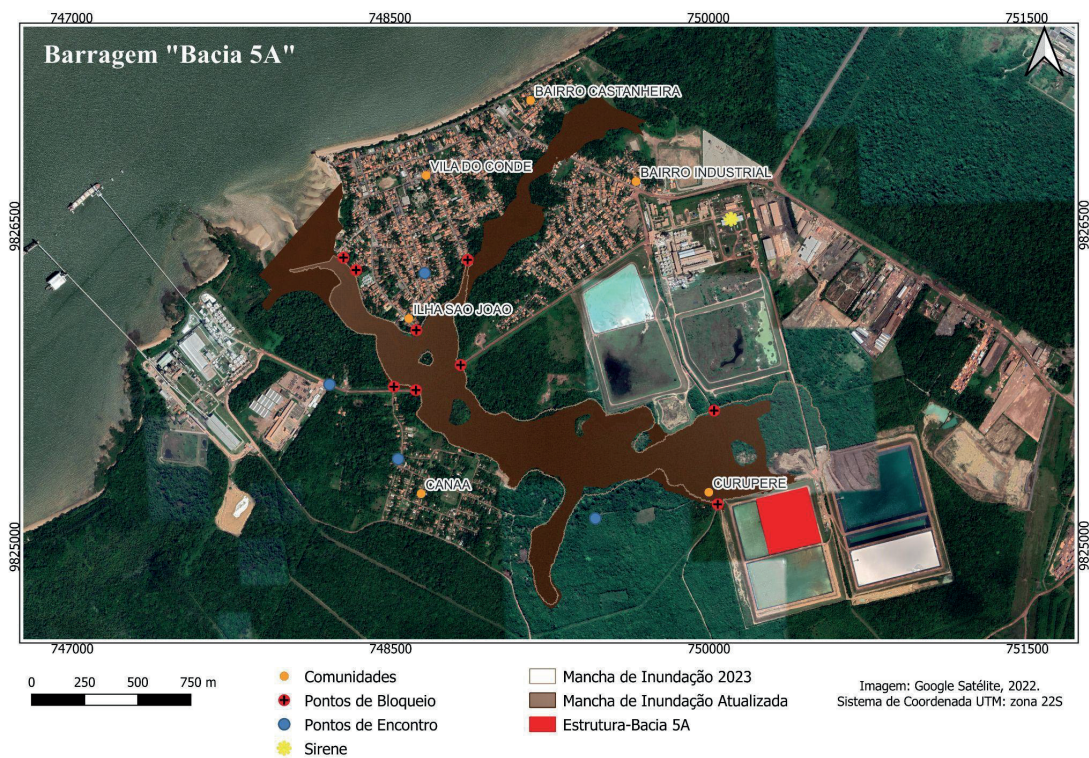 747000 748500 750000 751500
Barragem "Bacia 5A"
BAIRRO CASTANHEIRA
VILA DO CONDE
BAIRRO INDUSTRIAL
9826500 9826500
ILHA SAO JOAO
CANAA
CURUPERE
9825000 9825000
747000 748500 750000 751500
0 250 500 750 m
Comunidades
Pontos de Bloqueio
Pontos de Encontro
Sirene
Mancha de Inundação 2023
Mancha de Inundação Atualizada
Estrutura-Bacia 5A
Imagem: Google Satélite, 2022.
Sistema de Coordenada UTM: zona 22S